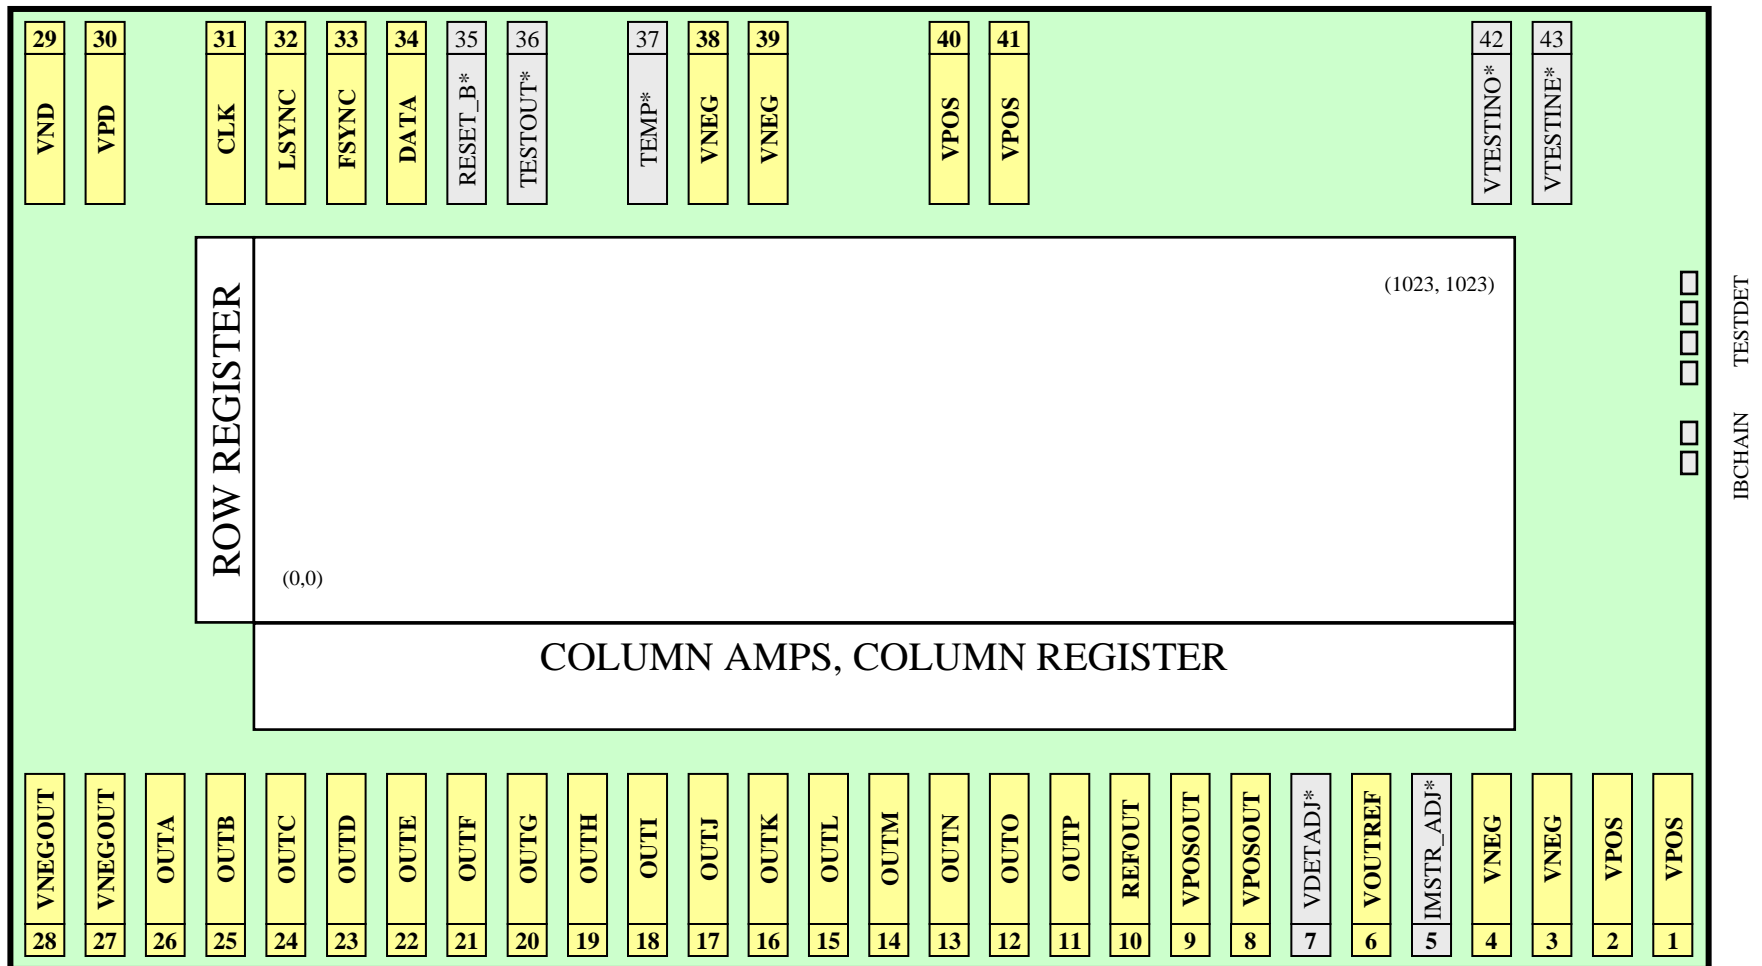 29 30 31 32 33 34 35 36 37 38 39 40 41 42 43
VND VPD CLK LSYNC FSYNC DATA RESET_B* TESTOUT* TEMP* VNEG VNEG VPOS VPOS VTESTINO* VTESTINE*
(1023, 1023)
TESTDET
IBCHAIN
ROW REGISTER
(0,0)
COLUMN AMPS, COLUMN REGISTER
VNEGOUT VNEGOUT OUTA OUTB OUTC OUTD OUTE OUTF OUTG OUTH OUTI OUTJ OUTK OUTL OUTM OUTN OUTO OUTP REFOUT VPOSOUT VPOSOUT VDETADJ* VOUTREF IMSTR_ADJ* VNEG VNEG VPOS VPOS
28 27 26 25 24 23 22 21 20 19 18 17 16 15 14 13 12 11 10 9 8 7 6 5 4 3 2 1